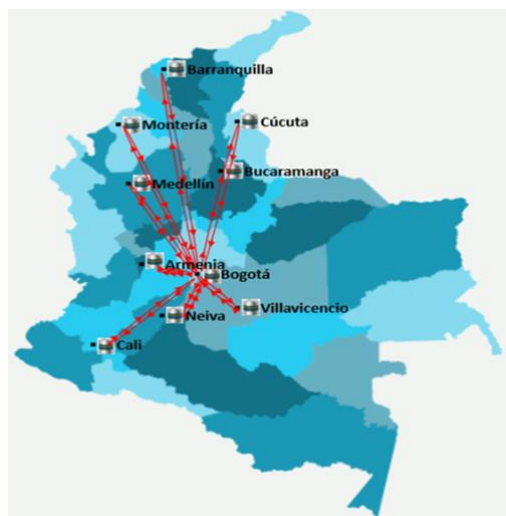 Barranquilla
Montería
Cúcuta
Bucaramanga
Medellín
Armenia
Bogotá
Villavicencio
Neiva
Cali